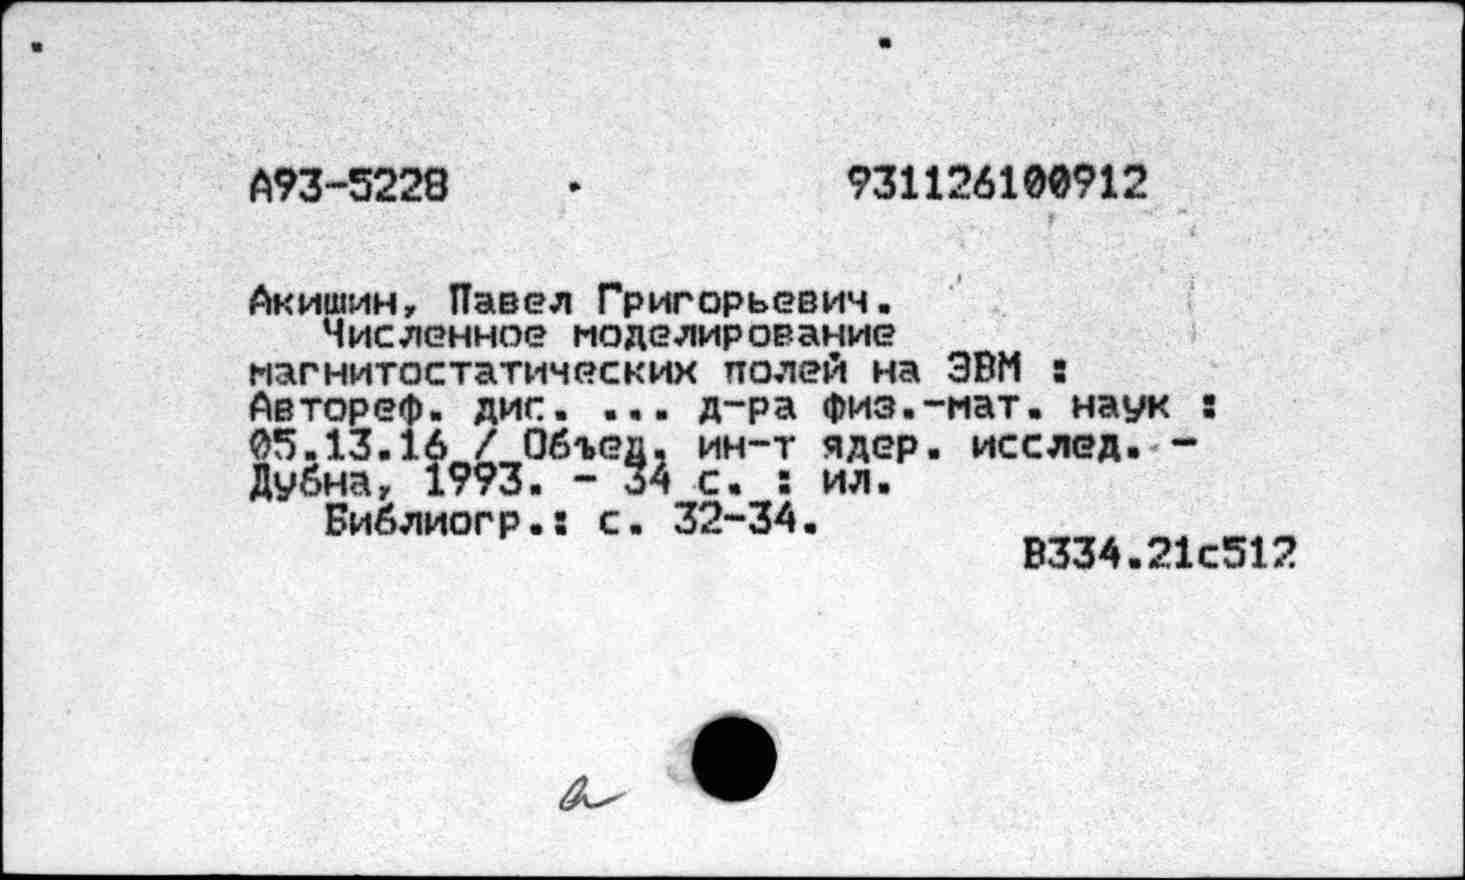 А93-5228 931126100912
Акишин, Павел Григорьевич.
Численное моделирование
магнитостатических полей на ЭВМ :
Автореф. дис. ... д-ра физ.-мат. наук :
05.13.16 / Объед. ин-т ядер. исслед. -
Дубна, 1993. - 34 с. : ил.
Библиогр.: с. 32-34.
В334.21с512
а